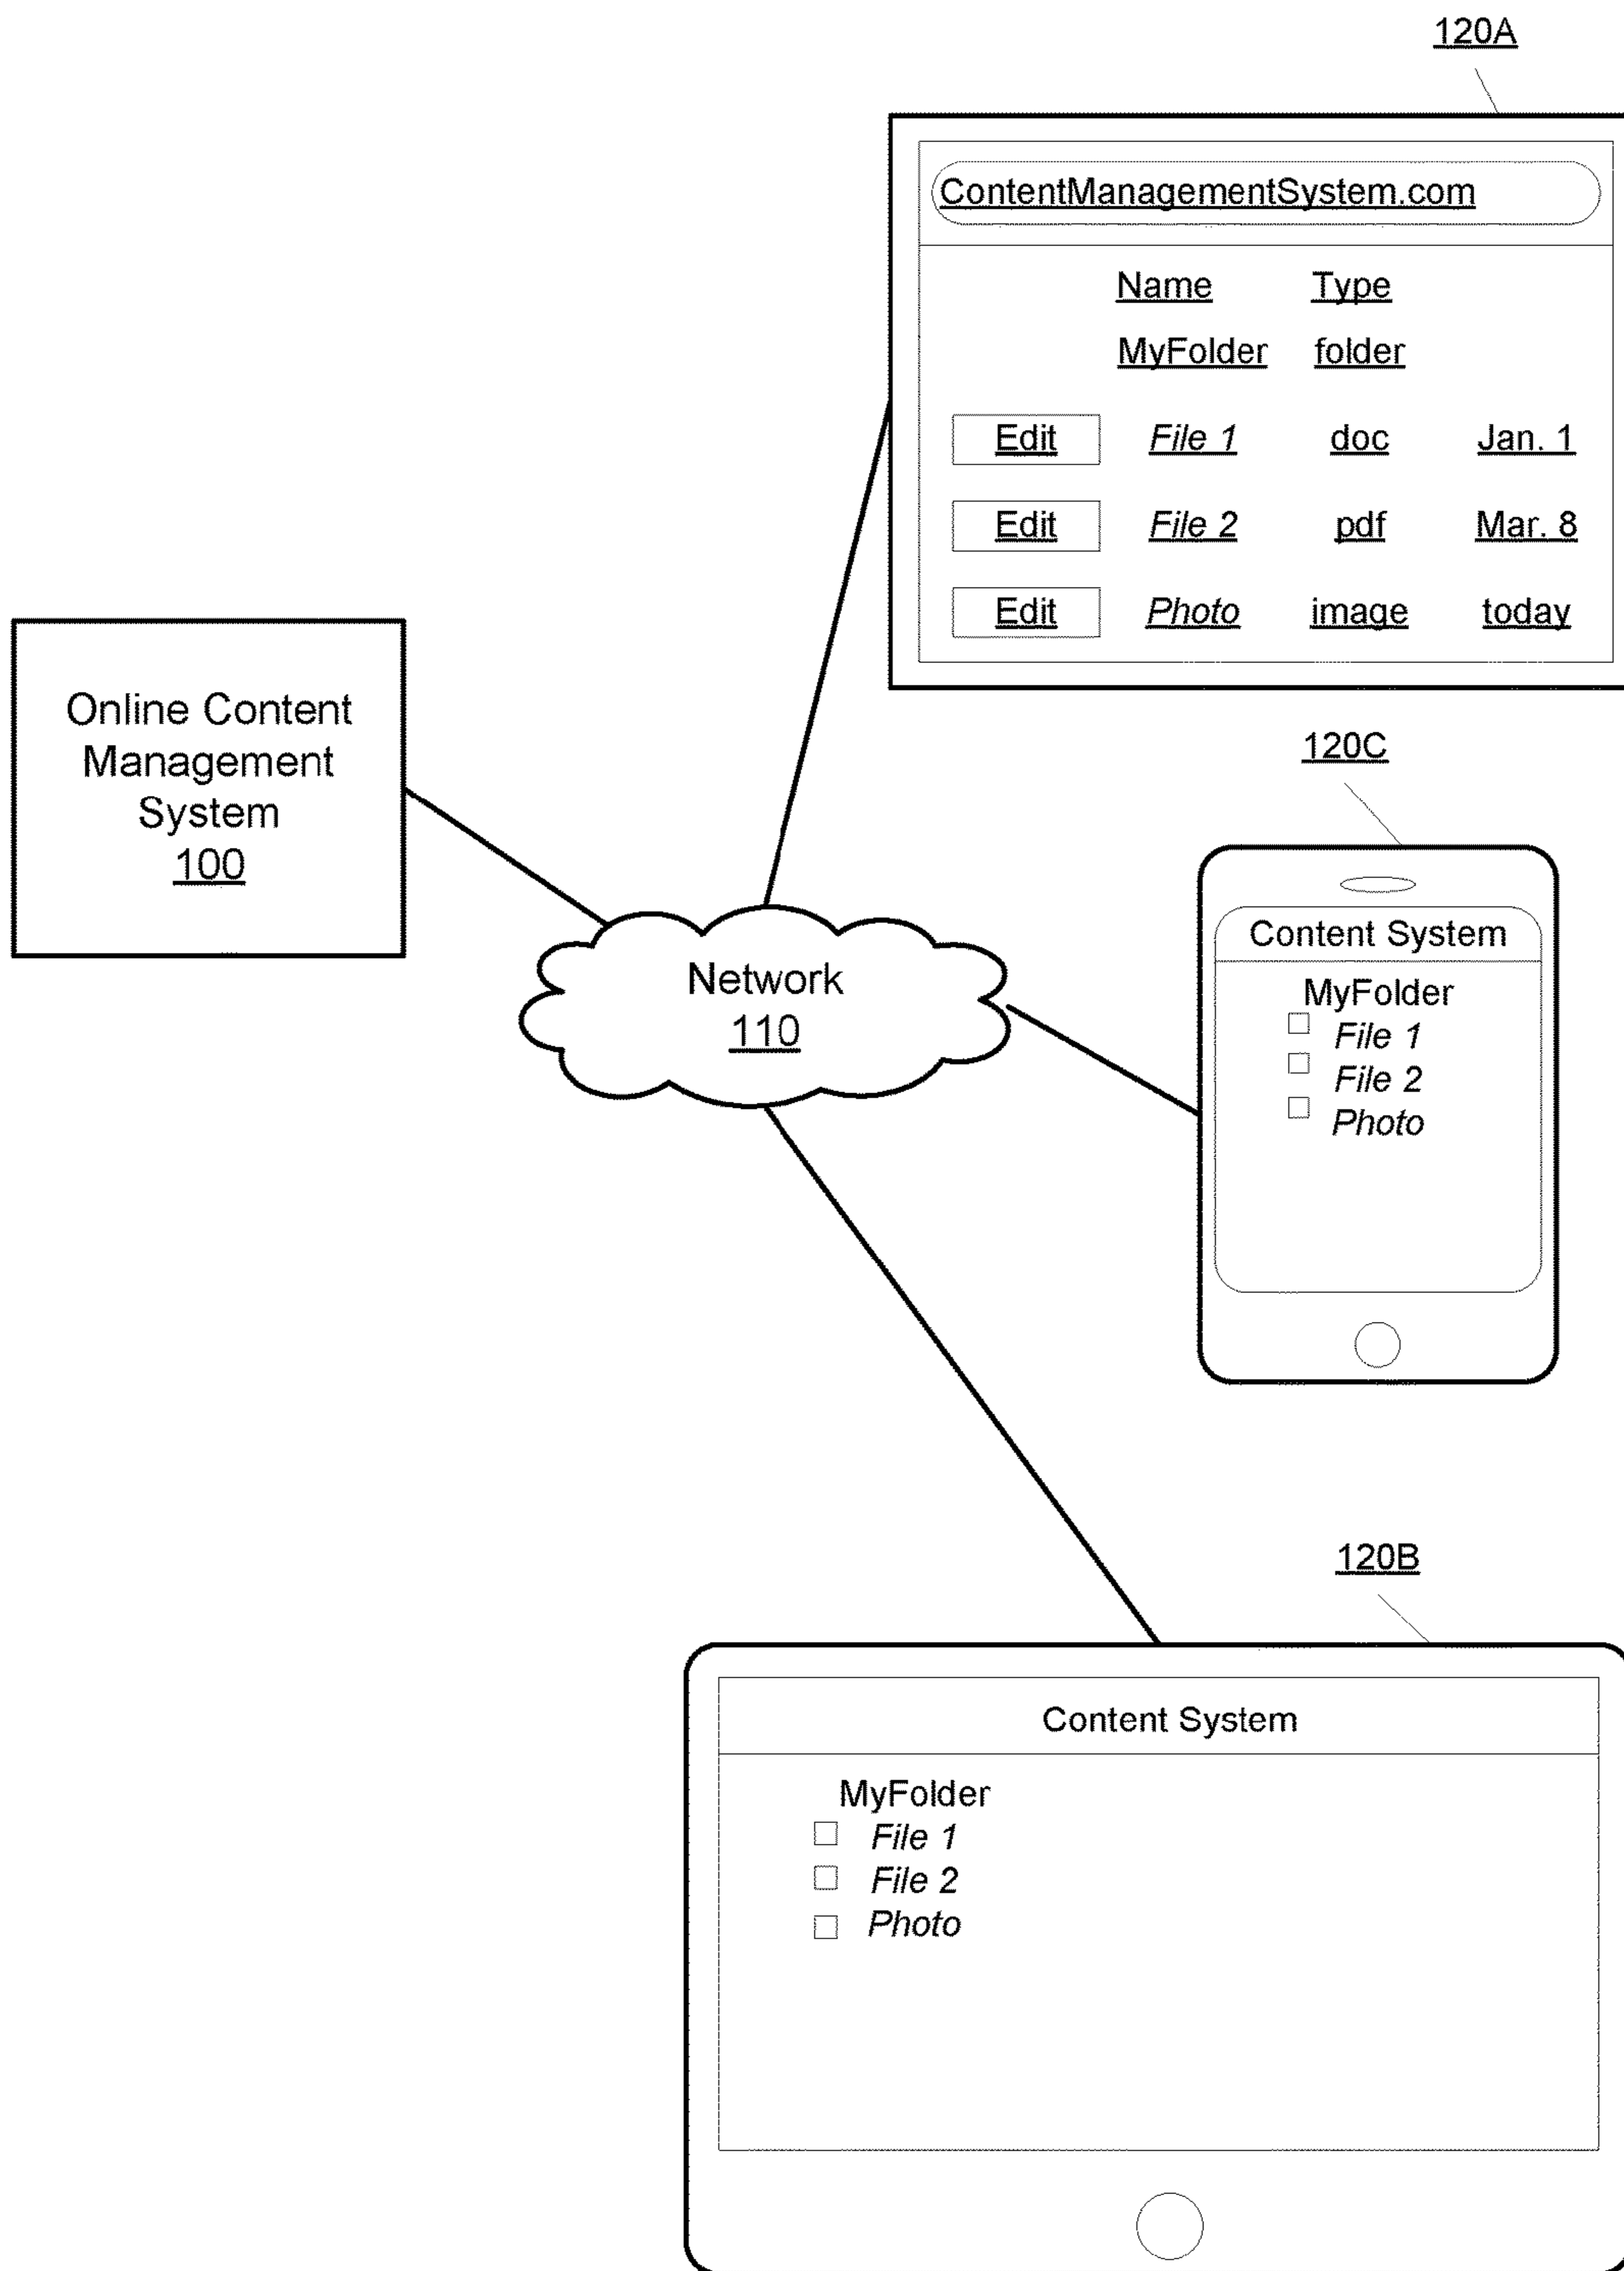 120A
ContentManagementSystem.com
Name Type
MyFolder folder
Edit File 1 doc Jan. 1
Edit File 2 pdf Mar. 8
Edit Photo image today
Online Content
Management
System
100
120C
Content System
MyFolder
File 1
File 2
Photo
Network
110
120B
Content System
MyFolder
File 1
File 2
Photo